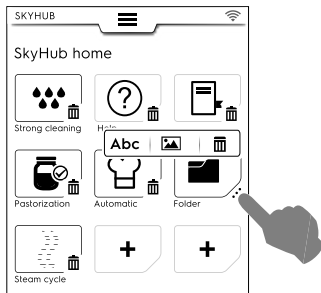 SKYHUB
SkyHub home
Strong cleaning
Help
Abc
Pastorization
Automatic
Folder
Steam cycle